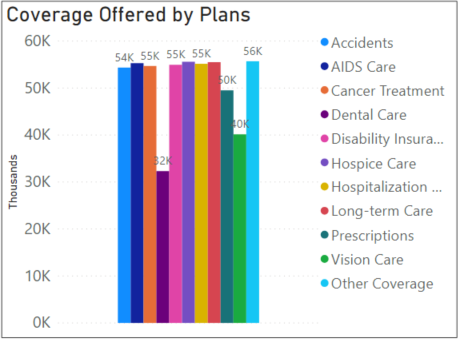 Coverage Offered by Plans
60K
50K
40K
30K
20K
10K
0K
Thousands
54K
55K
32K
55K
55K
50K
40K
56K
Accidents
AIDS Care
Cancer Treatment
Dental Care
Disability Insura...
Hospice Care
Hospitalization ...
Long-term Care
Prescriptions
Vision Care
Other Coverage